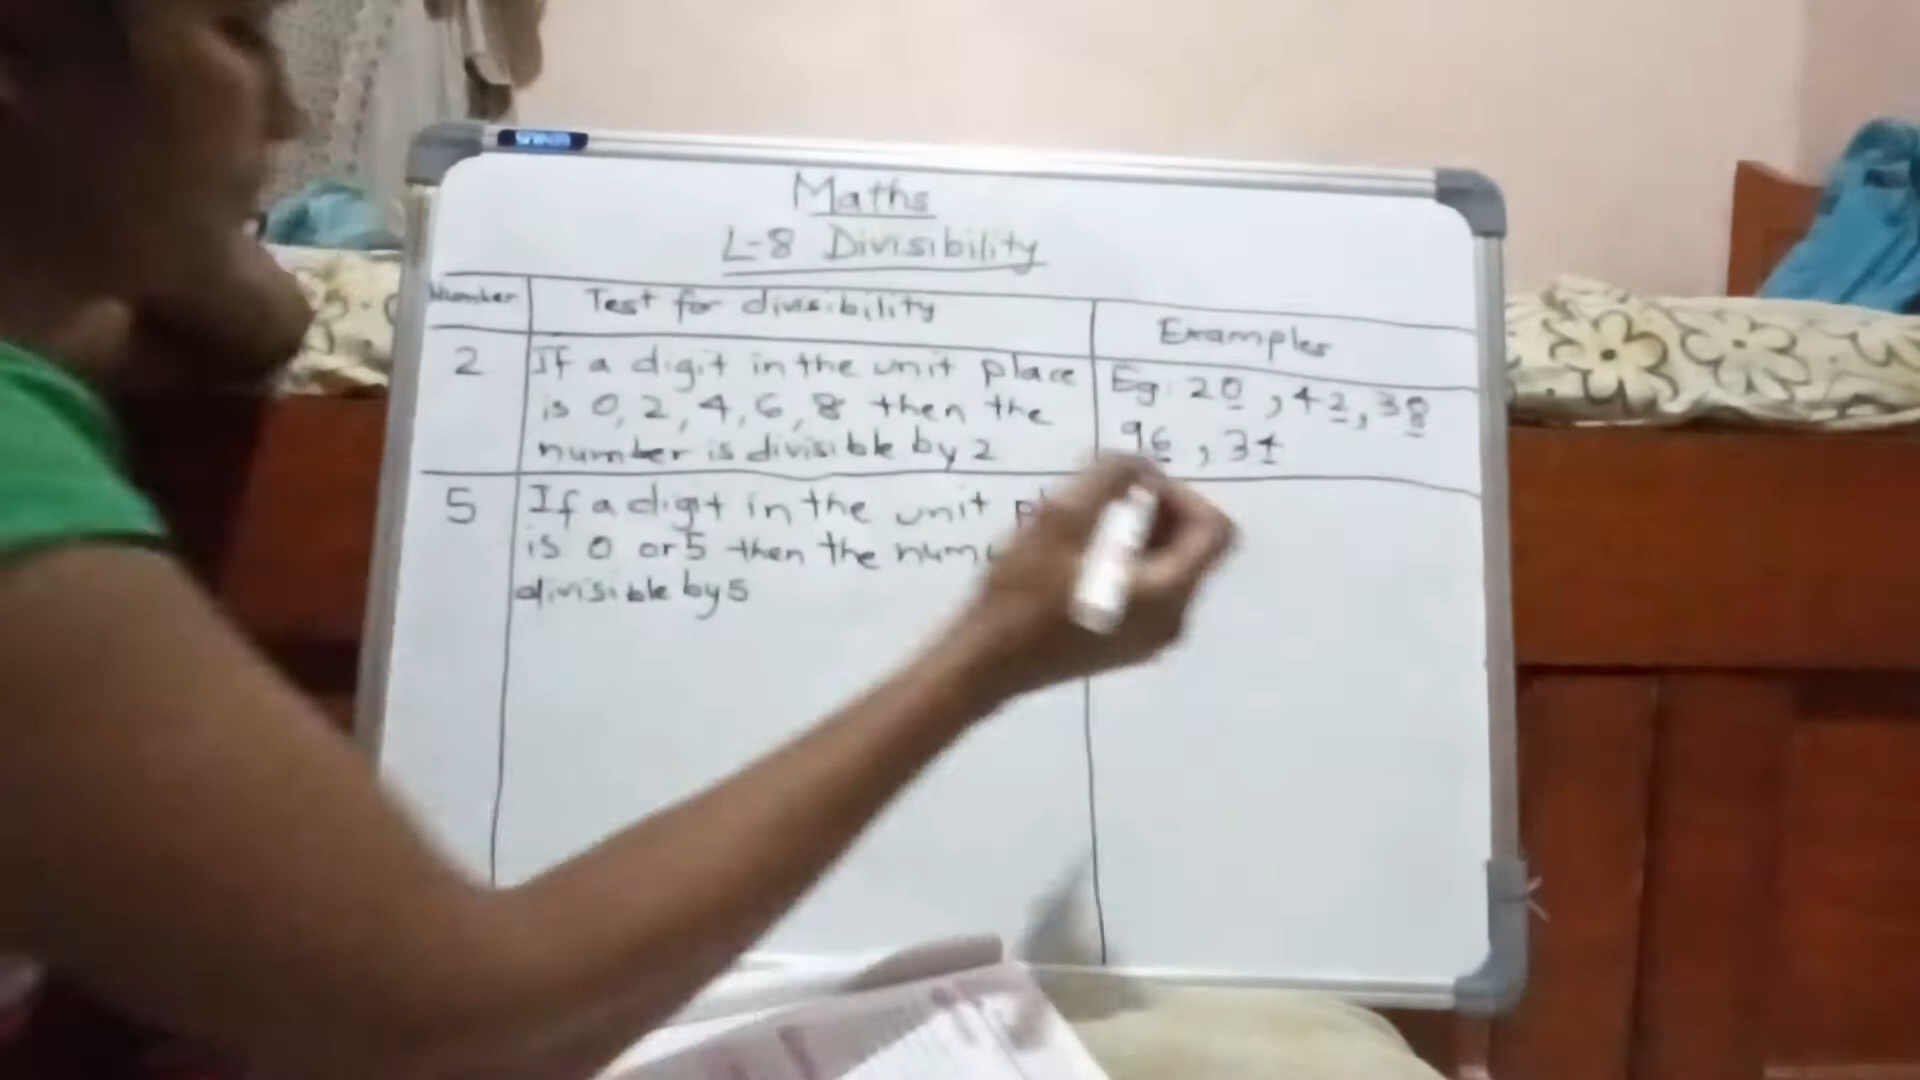 Maths
L-8 Divisibility
Number
Test for divisibility
Examples
2
If a digit in the unit place
is 0, 2, 4, 6, 8 then the
number is divisible by 2
Eg: 20, 42, 38
96, 34
5
If a digit in the unit
is 0 or 5 then the
divisible by 5